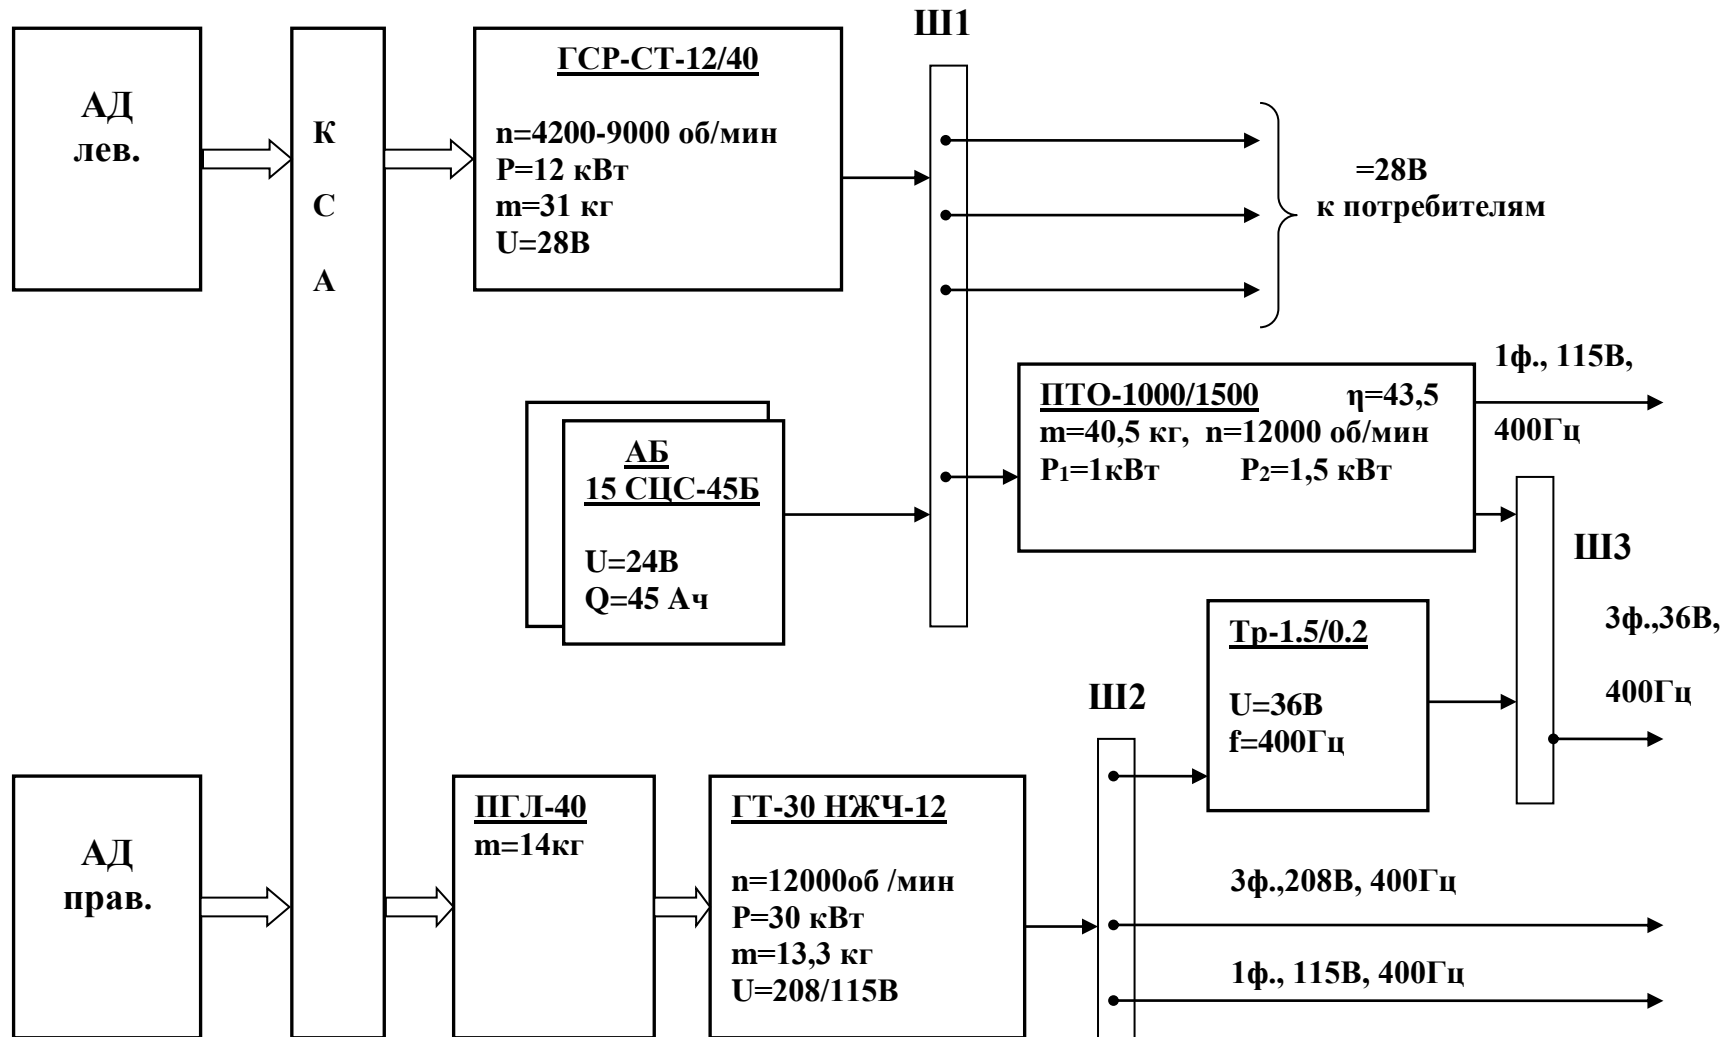 АД
лев.
К
С
А
ГСР-СТ-12/40
n=4200-9000 об/мин
P=12 кВт
m=31 кг
U=28В
Ш1
=28В
к потребителям
АБ
15 СЦС-45Б
U=24В
Q=45 Ач
ПТО-1000/1500 η=43,5
m=40,5 кг, n=12000 об/мин
P₁=1кВт P₂=1,5 кВт
1ф., 115В,
400Гц
Ш3
3ф.,36В,
400Гц
Тр-1.5/0.2
U=36В
f=400Гц
Ш2
АД
прав.
ПГЛ-40
m=14кг
ГТ-30 НЖЧ-12
n=12000об /мин
P=30 кВт
m=13,3 кг
U=208/115В
3ф.,208В, 400Гц
1ф., 115В, 400Гц